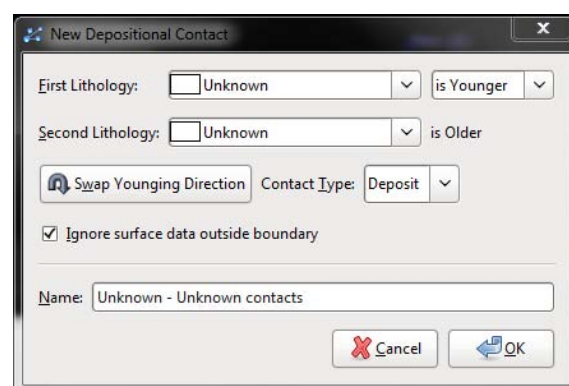 New Depositional Contact
First Lithology: Unknown is Younger
Second Lithology: Unknown is Older
Swap Younging Direction Contact Type: Deposit
Ignore surface data outside boundary
Name: Unknown - Unknown contacts
Cancel OK